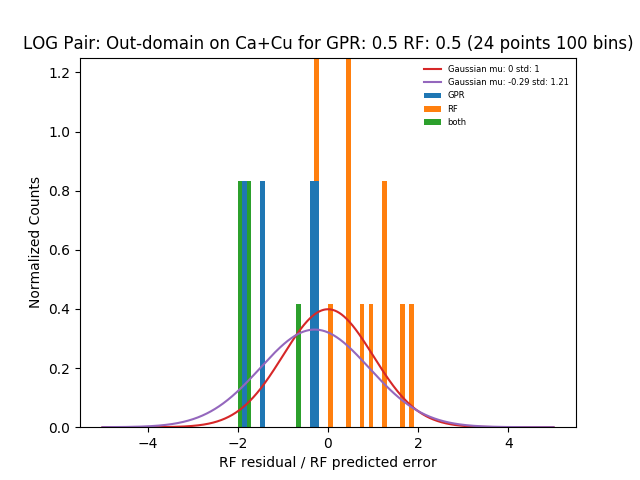 LOG Pair: Out-domain on Ca+Cu for GPR: 0.5 RF: 0.5 (24 points 100 bins)
Gaussian mu: 0 std: 1
Gaussian mu: -0.29 std: 1.21
GPR
RF
both
Normalized Counts
1.2
1.0
0.8
0.6
0.4
0.2
0.0
−4 −2 0 2 4
RF residual / RF predicted error